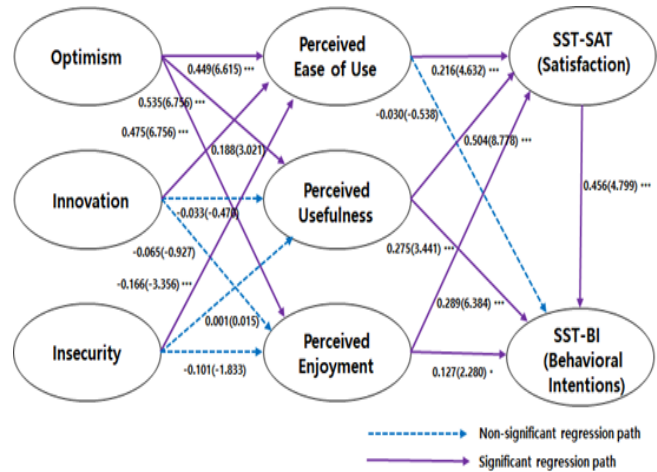 Optimism
Perceived
Ease of Use
SST-SAT
(Satisfaction)
0.449(6.615) ***
0.216(4.632) ***
0.535(6.756) ***
-0.030(-0.538)
0.475(6.756) ***
0.188(3.021)
0.504(8.778) ***
Innovation
Perceived
Usefulness
0.456(4.799) ***
-0.033(-0.470)
-0.065(-0.927)
0.275(3.441) ***
-0.166(-3.356) ***
0.289(6.384) ***
0.001(0.015)
Insecurity
Perceived
Enjoyment
SST-BI
(Behavioral
Intentions)
-0.101(-1.833)
0.127(2.280) *
Non-significant regression path
Significant regression path